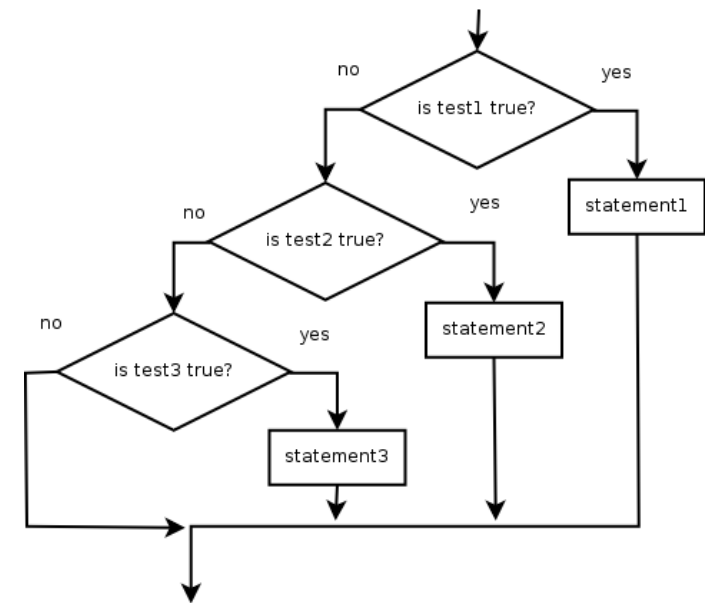 no
yes
is test1 true?
statement1
no
yes
is test2 true?
statement2
no
yes
is test3 true?
statement3